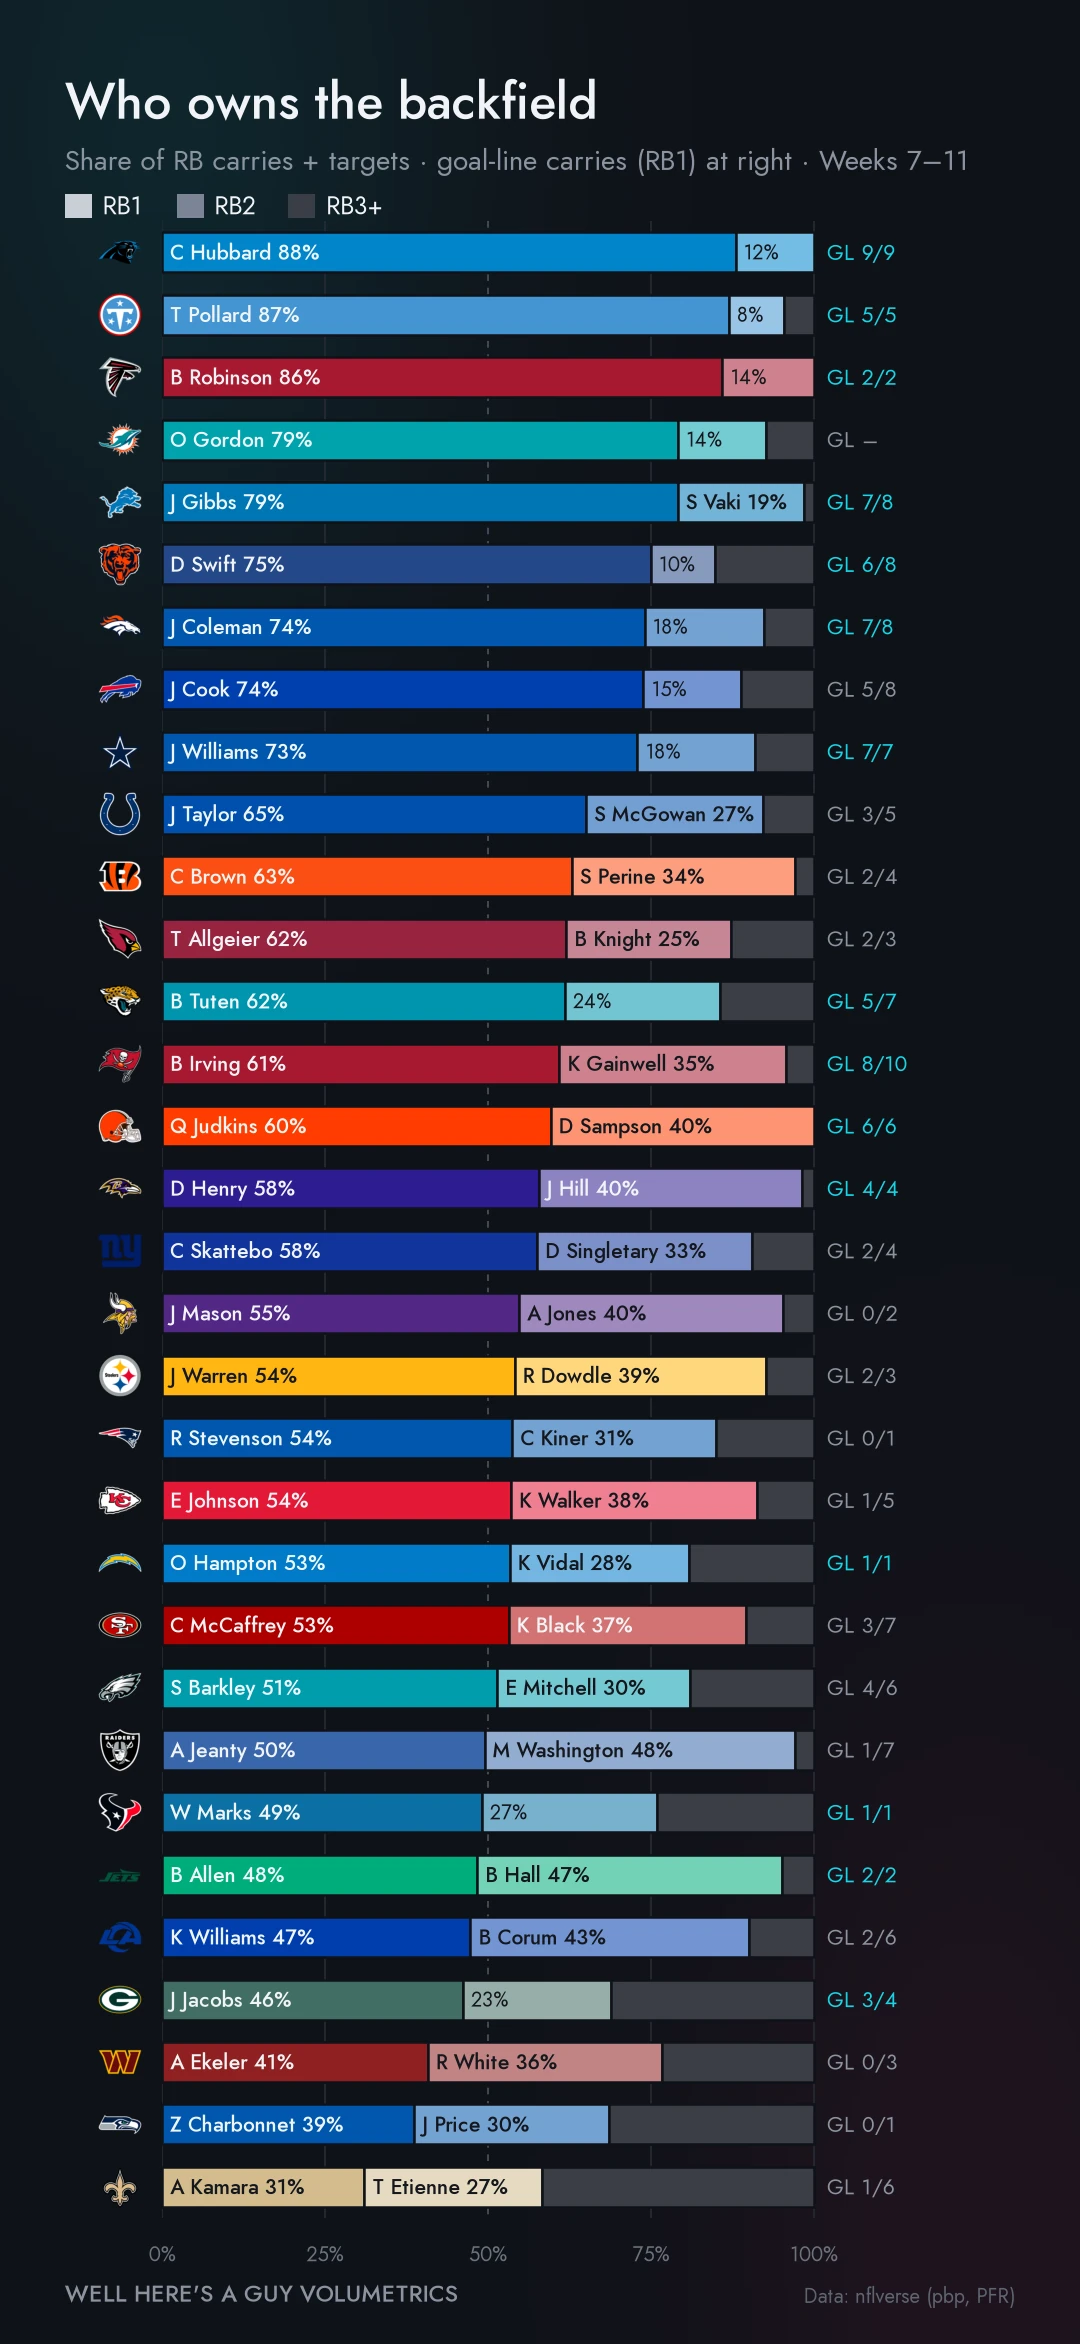 Who owns the backfield
Share of RB carries + targets · goal-line carries (RB1) at right · Weeks 7–11
RB1 RB2 RB3+
C Hubbard 88% 12% GL 9/9
T Pollard 87% 8% GL 5/5
B Robinson 86% 14% GL 2/2
O Gordon 79% 14% GL –
J Gibbs 79% S Vaki 19% GL 7/8
D Swift 75% 10% GL 6/8
J Coleman 74% 18% GL 7/8
J Cook 74% 15% GL 5/8
J Williams 73% 18% GL 7/7
J Taylor 65% S McGowan 27% GL 3/5
C Brown 63% S Perine 34% GL 2/4
T Allgeier 62% B Knight 25% GL 2/3
B Tuten 62% 24% GL 5/7
B Irving 61% K Gainwell 35% GL 8/10
Q Judkins 60% D Sampson 40% GL 6/6
D Henry 58% J Hill 40% GL 4/4
ny C Skattebo 58% D Singletary 33% GL 2/4
J Mason 55% A Jones 40% GL 0/2
J Warren 54% R Dowdle 39% GL 2/3
R Stevenson 54% C Kiner 31% GL 0/1
KC E Johnson 54% K Walker 38% GL 1/5
O Hampton 53% K Vidal 28% GL 1/1
SF C McCaffrey 53% K Black 37% GL 3/7
S Barkley 51% E Mitchell 30% GL 4/6
RAIDERS A Jeanty 50% M Washington 48% GL 1/7
W Marks 49% 27% GL 1/1
JETS B Allen 48% B Hall 47% GL 2/2
LA K Williams 47% B Corum 43% GL 2/6
G J Jacobs 46% 23% GL 3/4
W A Ekeler 41% R White 36% GL 0/3
Z Charbonnet 39% J Price 30% GL 0/1
A Kamara 31% T Etienne 27% GL 1/6
0% 25% 50% 75% 100%
WELL HERE'S A GUY VOLUMETRICS
Data: nflverse (pbp, PFR)